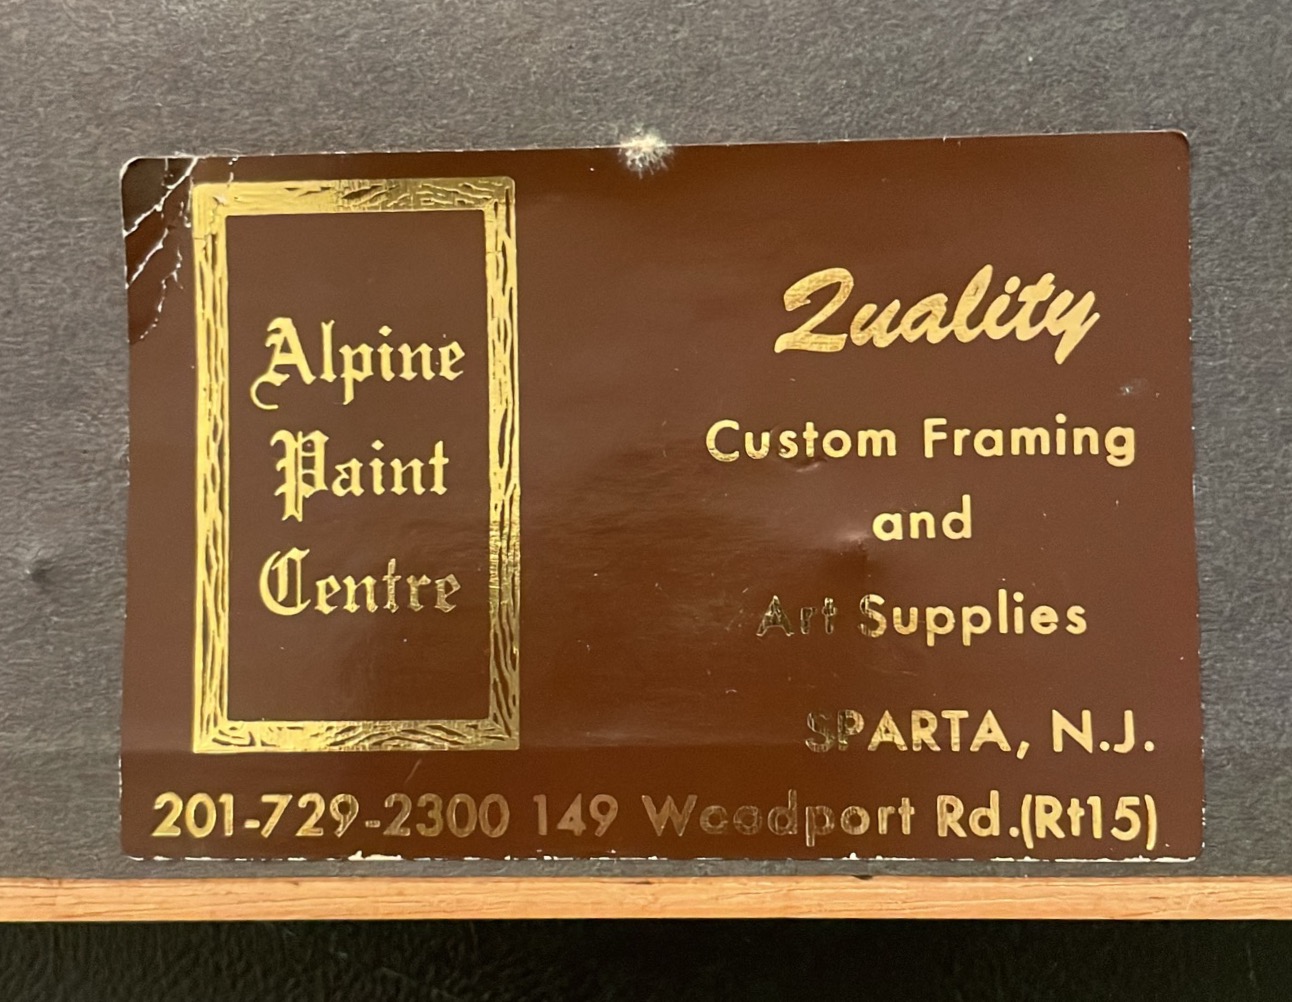 Alpine
Paint
Centre
Quality
Custom Framing
and
Art Supplies
SPARTA, N.J.
201-729-2300 149 Woodport Rd.(Rt15)